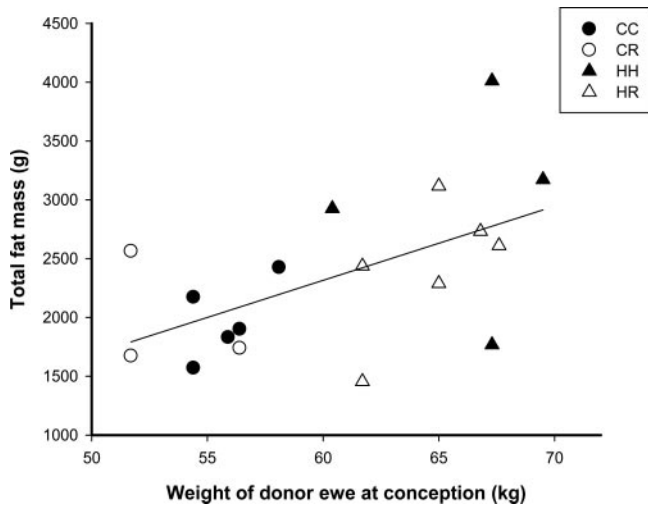 4500
4000
3500
3000
2500
2000
1500
1000
Total fat mass (g)
50 55 60 65 70
Weight of donor ewe at conception (kg)
CC
CR
HH
HR